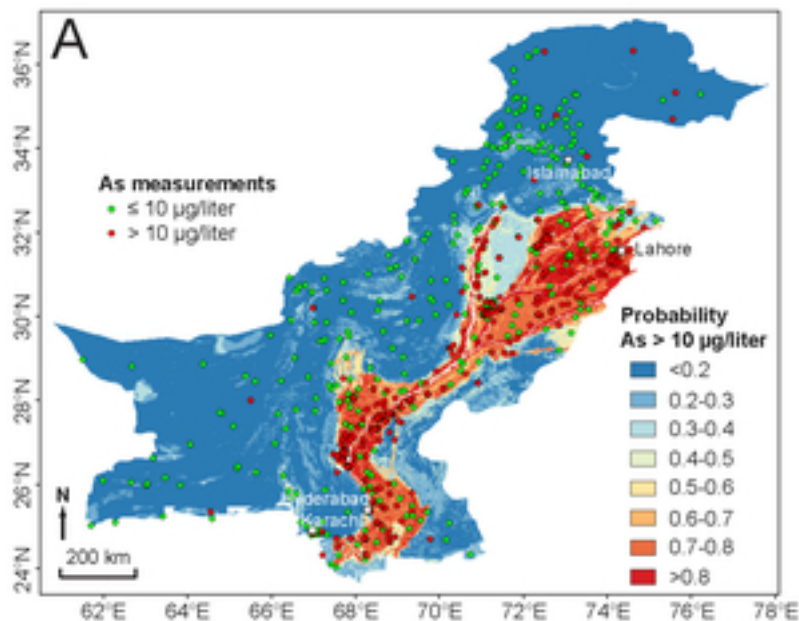 A
36°N
34°N
32°N
30°N
28°N
26°N
24°N
As measurements
≤ 10 µg/liter
> 10 µg/liter
Islamabad
Lahore
Probability
As > 10 µg/liter
<0.2
0.2-0.3
0.3-0.4
0.4-0.5
0.5-0.6
0.6-0.7
0.7-0.8
>0.8
Hyderabad
Karachi
N
200 km
62°E
64°E
66°E
68°E
70°E
72°E
74°E
76°E
78°E